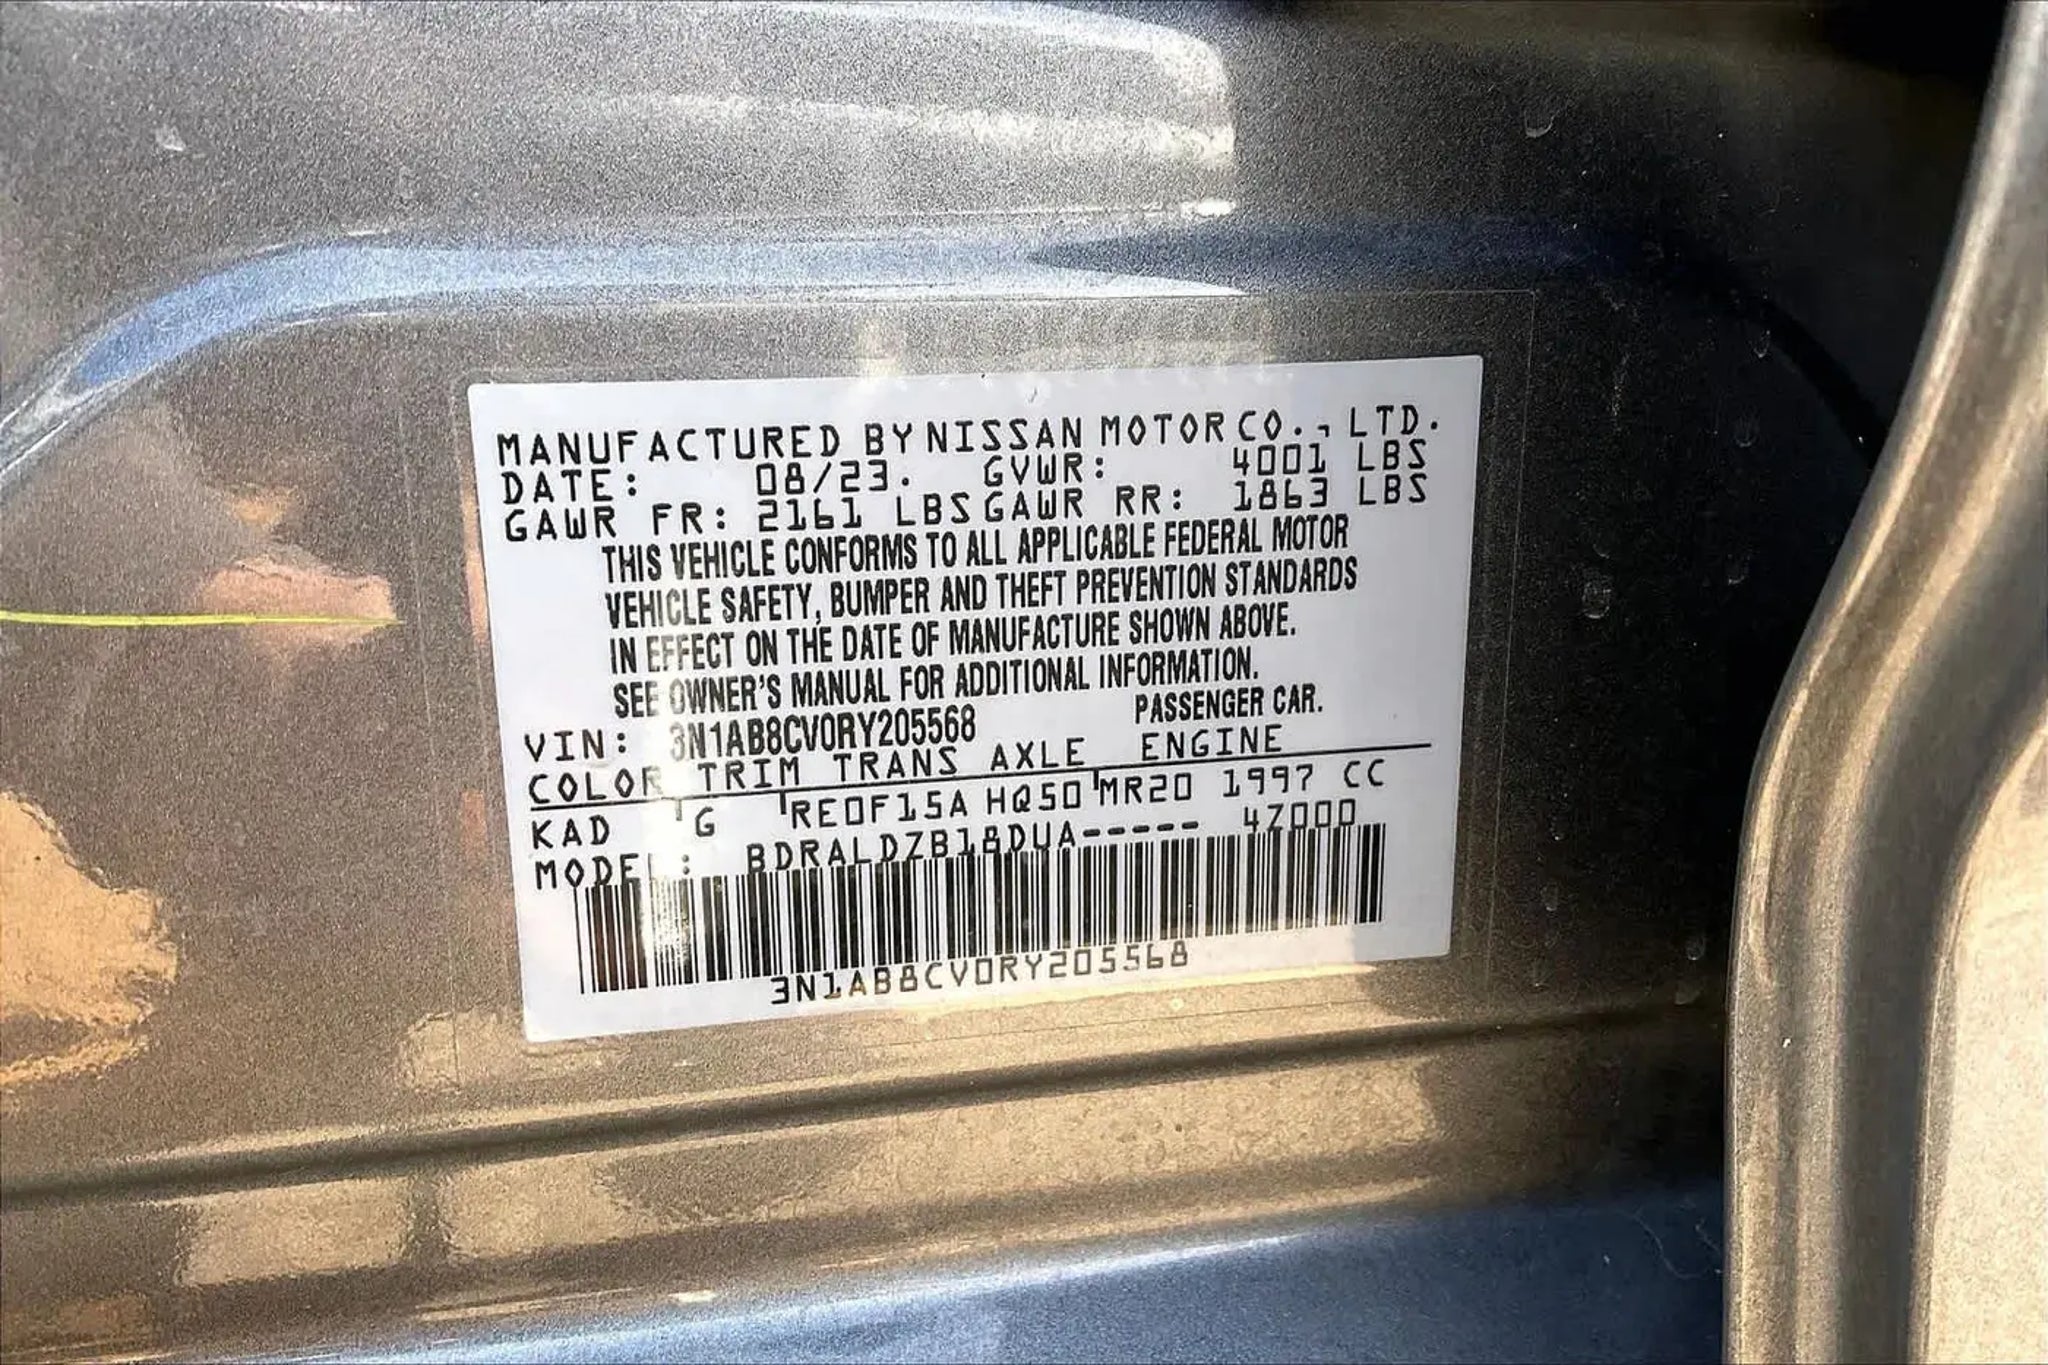 MANUFACTURED BY NISSAN MOTOR CO., LTD.
DATE: 08/23. GVWR: 4001 LBS
GAWR FR: 2161 LBS GAWR RR: 1863 LBS
THIS VEHICLE CONFORMS TO ALL APPLICABLE FEDERAL MOTOR
VEHICLE SAFETY, BUMPER AND THEFT PREVENTION STANDARDS
IN EFFECT ON THE DATE OF MANUFACTURE SHOWN ABOVE.
SEE OWNER'S MANUAL FOR ADDITIONAL INFORMATION.
VIN: 3N1AB8CV0RY205568 PASSENGER CAR.
COLOR TRIM TRANS AXLE ENGINE
KAD G RE0F15A HQ50 MR20 1997 CC
MODEL: BDRALDZB18DUA----- 4Z000
3N1AB8CV0RY205568